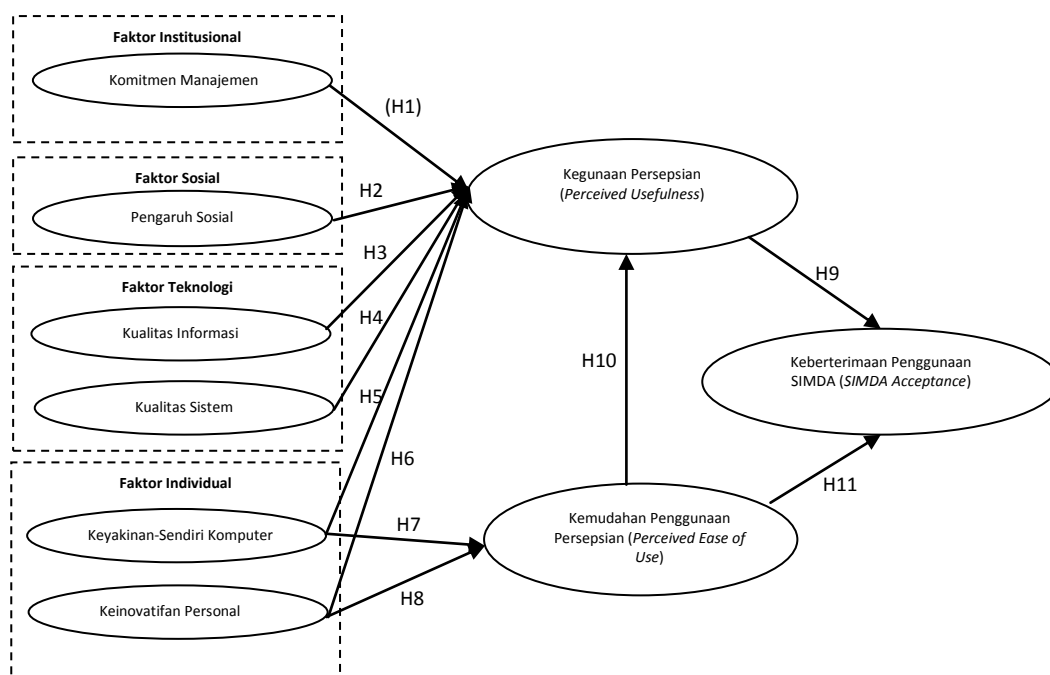 Faktor Institusional
Komitmen Manajemen
(H1)
Faktor Sosial
Pengaruh Sosial
H2
Faktor Teknologi
Kualitas Informasi
Kualitas Sistem
H3
H4
H5
H6
Faktor Individual
Keyakinan-Sendiri Komputer
Keinovatifan Personal
H7
H8
Kegunaan Persepsian
(Perceived Usefulness)
H9
H10
Keberterimaan Penggunaan
SIMDA (SIMDA Acceptance)
Kemudahan Penggunaan
Persepsian (Perceived Ease of
Use)
H11